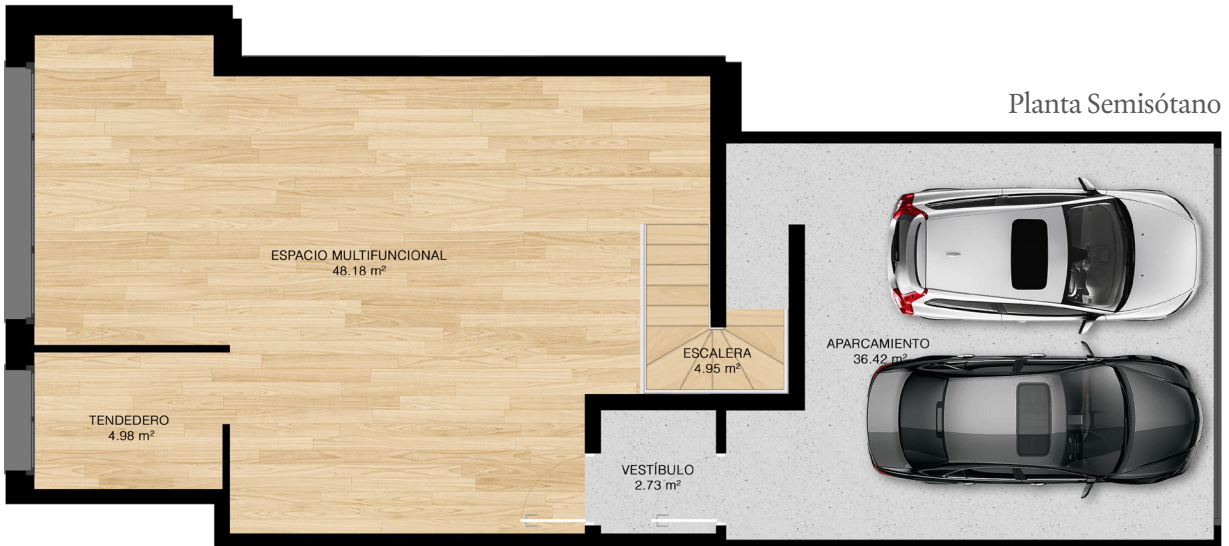 Planta Semisótano
ESPACIO MULTIFUNCIONAL
48.18 m²
ESCALERA
4.95 m²
APARCAMIENTO
36.42 m²
TENDEDERO
4.98 m²
VESTÍBULO
2.73 m²